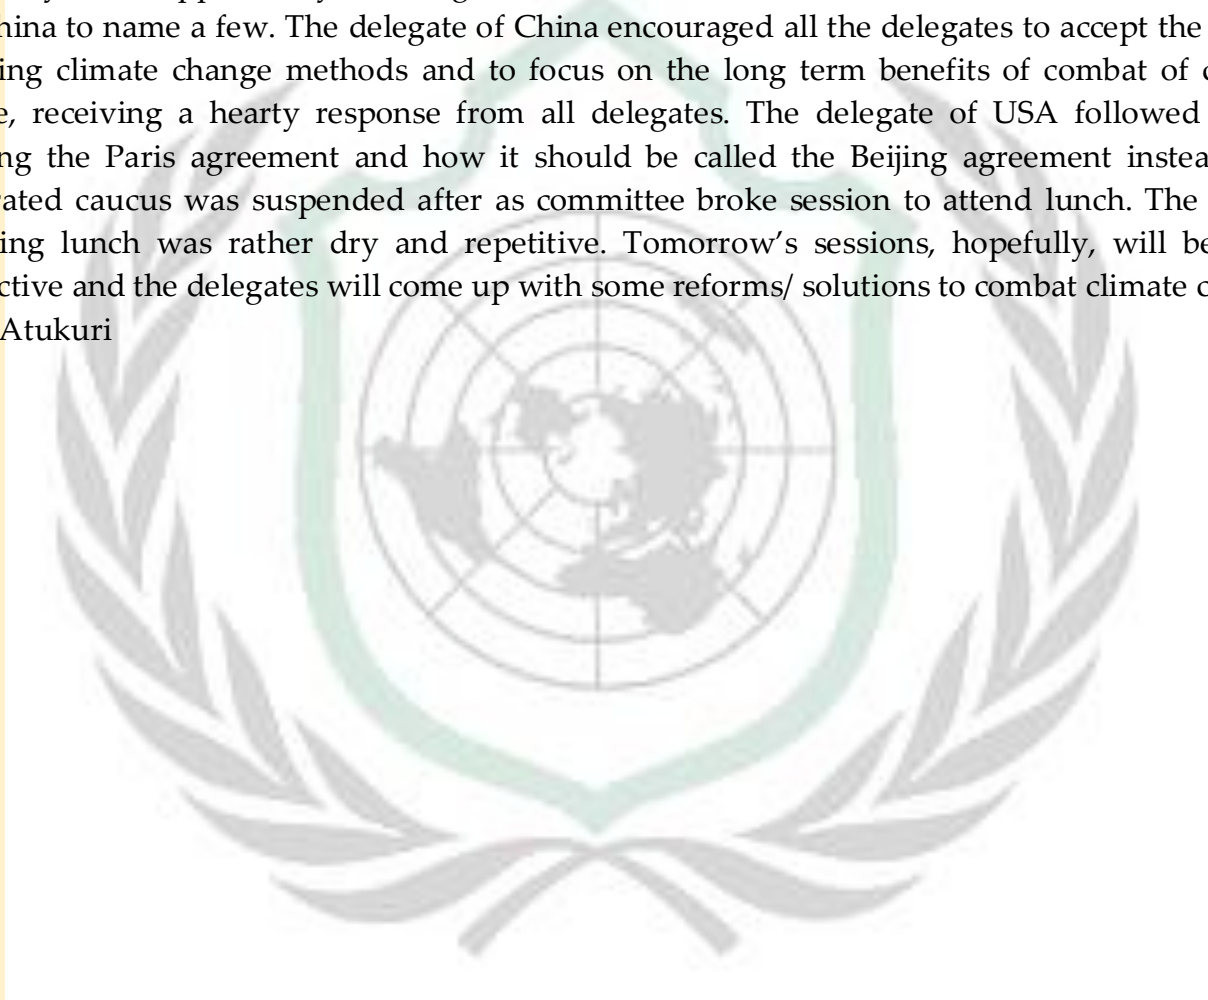 hina to name a few. The delegate of China encouraged all the delegates to accept the
ing climate change methods and to focus on the long term benefits of combat of c
e, receiving a hearty response from all delegates. The delegate of USA followed
ng the Paris agreement and how it should be called the Beijing agreement instea
rated caucus was suspended after as committee broke session to attend lunch. The
ing lunch was rather dry and repetitive. Tomorrow’s sessions, hopefully, will be
ctive and the delegates will come up with some reforms/ solutions to combat climate c
Atukuri